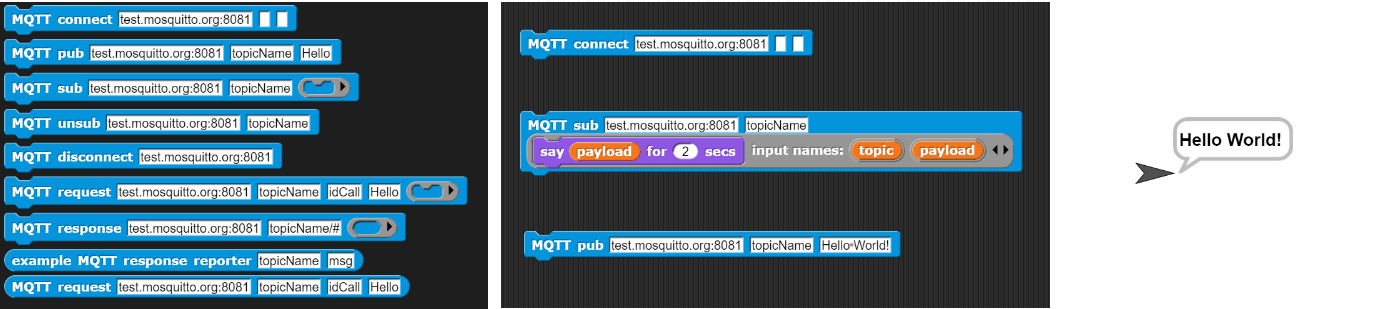 MQTT connect test.mosquitto.org:8081
MQTT pub test.mosquitto.org:8081 topicName Hello
MQTT sub test.mosquitto.org:8081 topicName
MQTT unsub test.mosquitto.org:8081 topicName
MQTT disconnect test.mosquitto.org:8081
MQTT request test.mosquitto.org:8081 topicName idCall Hello
MQTT response test.mosquitto.org:8081 topicName/#
example MQTT response reporter topicName msg
MQTT request test.mosquitto.org:8081 topicName idCall Hello
MQTT connect test.mosquitto.org:8081
MQTT sub test.mosquitto.org:8081 topicName
say payload for 2 secs input names: topic payload
MQTT pub test.mosquitto.org:8081 topicName Hello World!
Hello World!